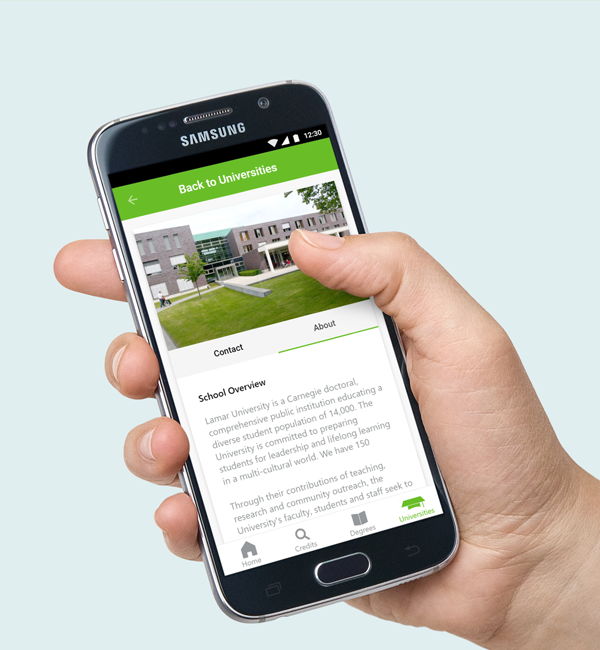 SAMSUNG
12:30
Back to Universities
Contact
About
School Overview
Lamar University is a Carnegie doctoral,
comprehensive public institution educating a
diverse student population of 14,000. The
University is committed to preparing
students for leadership and lifelong learning
in a multi-cultural world. We have 150
Through their contributions of teaching,
research and community outreach, the
University's faculty, students and staff seek to
Home
Credits
Degrees
Universities